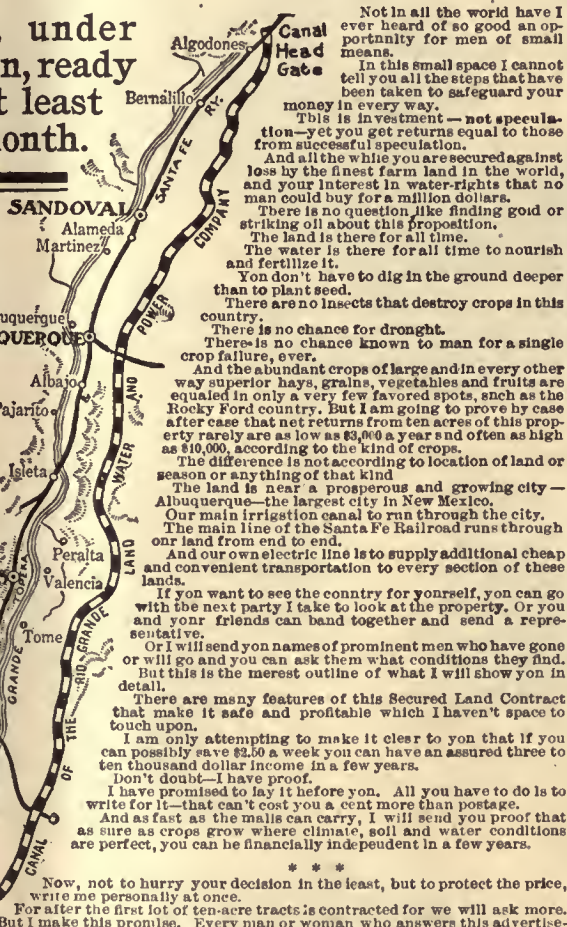 , under
n, ready
t least
onth.
Algodones
Canal
Head
Gate
Bernalillo
RY.
SANTA FE
SANDOVAL
Alameda
Martinez
COMPANY
POWER
uquerque
QUERQUE
AND
Albajo
Pajarito
WATER
Isleta
LAND
Peralta
TOPEKA
Valencia
Tome
RIO GRANDE
GRANDE
THE
OF
CANAL
Not in all the world have I
ever heard of so good an op-
portunity for men of small
means.
In this small space I cannot
tell you all the steps that have
been taken to safeguard your
money in every way.
This is investment — not specula-
tion—yet you get returns equal to those
from successful speculation.
And all the while you are secured against
loss by the finest farm land in the world,
and your interest in water-rights that no
man could buy for a million dollars.
There is no question like finding gold or
striking oil about this proposition.
The land is there for all time.
The water is there for all time to nourish
and fertilize it.
You don't have to dig in the ground deeper
than to plant seed.
There are no insects that destroy crops in this
country.
There is no chance for drought.
There is no chance known to man for a single
crop failure, ever.
And the abundant crops of large and in every other
way superior hays, grains, vegetables and fruits are
equaled in only a very few favored spots, such as the
Rocky Ford country. But I am going to prove by case
after case that net returns from ten acres of this prop-
erty rarely are as low as $3,000 a year and often as high
as $10,000, according to the kind of crops.
The difference is not according to location of land or
season or anything of that kind
The land is near a prosperous and growing city —
Albuquerque—the largest city in New Mexico.
Our main irrigation canal to run through the city.
The main line of the Santa Fe Railroad runs through
our land from end to end.
And our own electric line is to supply additional cheap
and convenient transportation to every section of these
lands.
If you want to see the country for yourself, you can go
with the next party I take to look at the property. Or you
and your friends can band together and send a repre-
sentative.
Or I will send you names of prominent men who have gone
or will go and you can ask them what conditions they find.
But this is the merest outline of what I will show you in
detail.
There are many features of this Secured Land Contract
that make it safe and profitable which I haven't space to
touch upon.
I am only attempting to make it clear to you that if you
can possibly save $2.50 a week you can have an assured three to
ten thousand dollar income in a few years.
Don't doubt—I have proof.
I have promised to lay it before you. All you have to do is to
write for it—that can't cost you a cent more than postage.
And as fast as the mails can carry, I will send you proof that
as sure as crops grow where climate, soil and water conditions
are perfect, you can be financially independent in a few years.
* * *
Now, not to hurry your decision in the least, but to protect the price,
write me personally at once.
For after the first lot of ten-acre tracts is contracted for we will ask more.
But I make this promise. Every man or woman who answers this advertise-